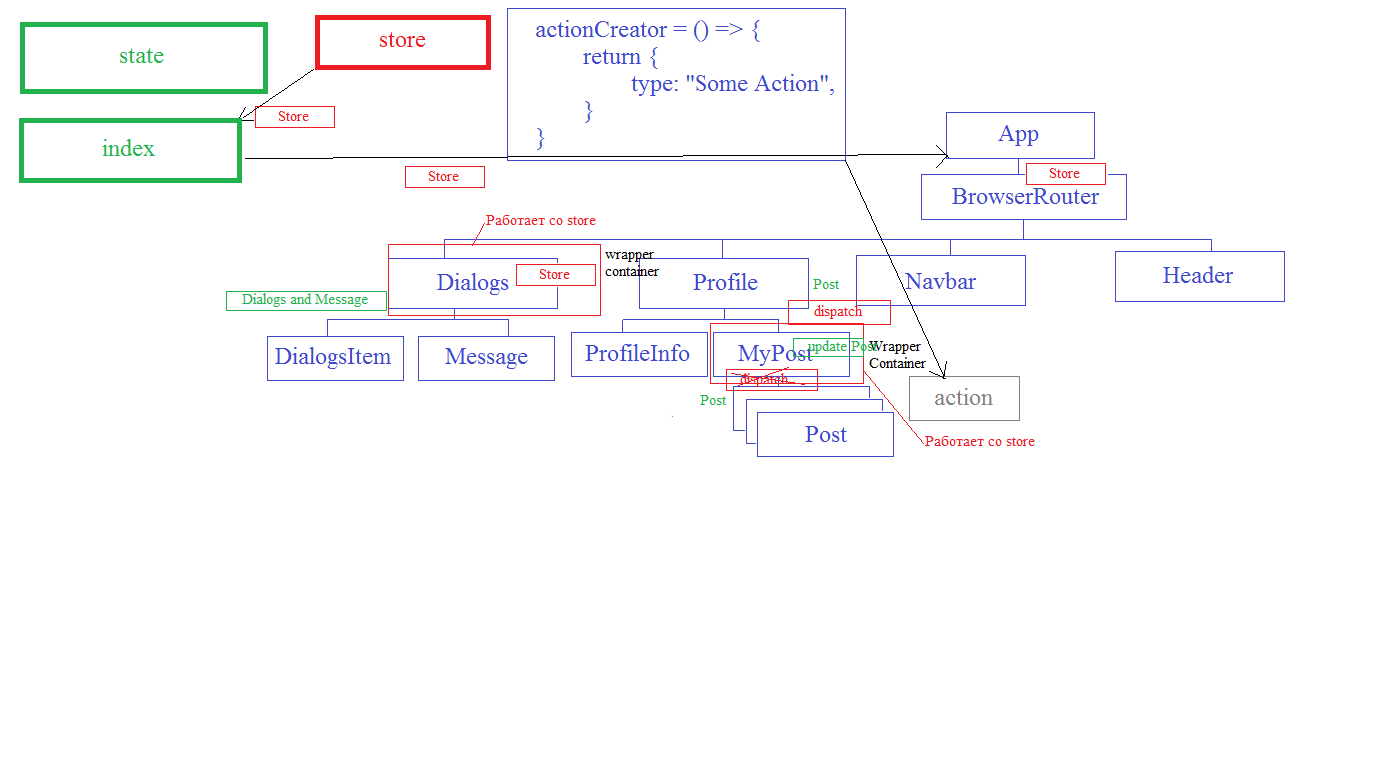 state
store
actionCreator = () => {
return {
type: "Some Action",
}
}
Store
index
App
Store
Store
BrowserRouter
Работает со store
wrapper
container
Dialogs
Store
Profile
Post
Navbar
Header
Dialogs and Message
dispatch
DialogsItem
Message
ProfileInfo
MyPost
update Post
Wrapper
Container
dispatch
action
Post
Post
Работает со store